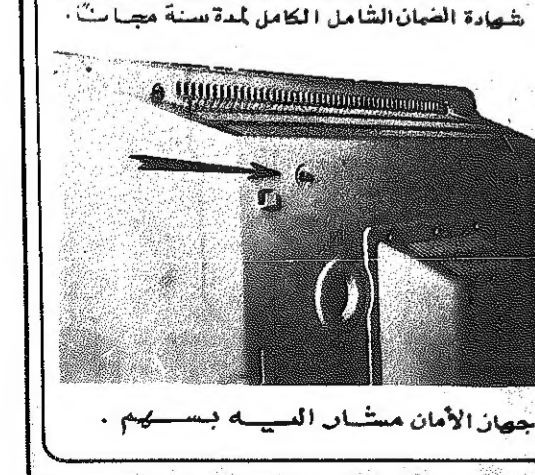 شهادة الضمان الشامل الكامل لمدة سنة مجاناً.
جهاز الأمان مشار اليه بسهم .